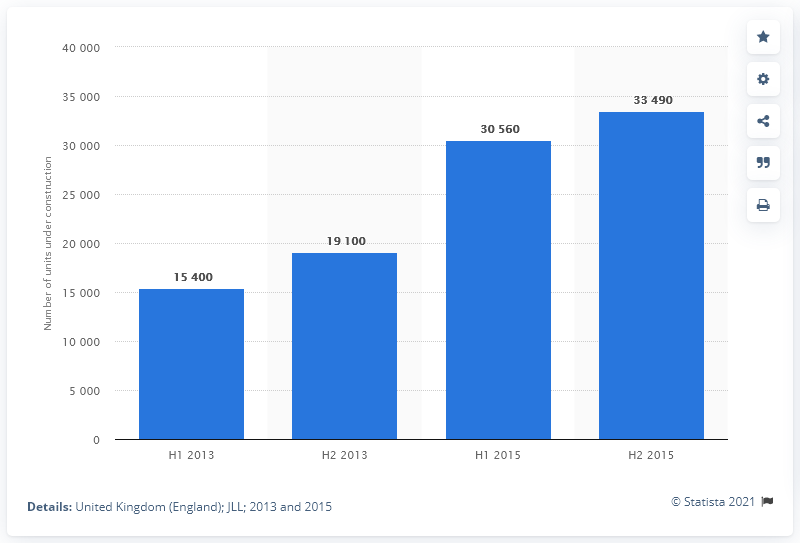 40 000
35 000
30 000
25 000
20 000
15 000
10 000
5 000
0
Number of units under construction
15 400
19 100
30 560
33 490
H1 2013
H2 2013
H1 2015
H2 2015
Details: United Kingdom (England); JLL; 2013 and 2015
© Statista 2021